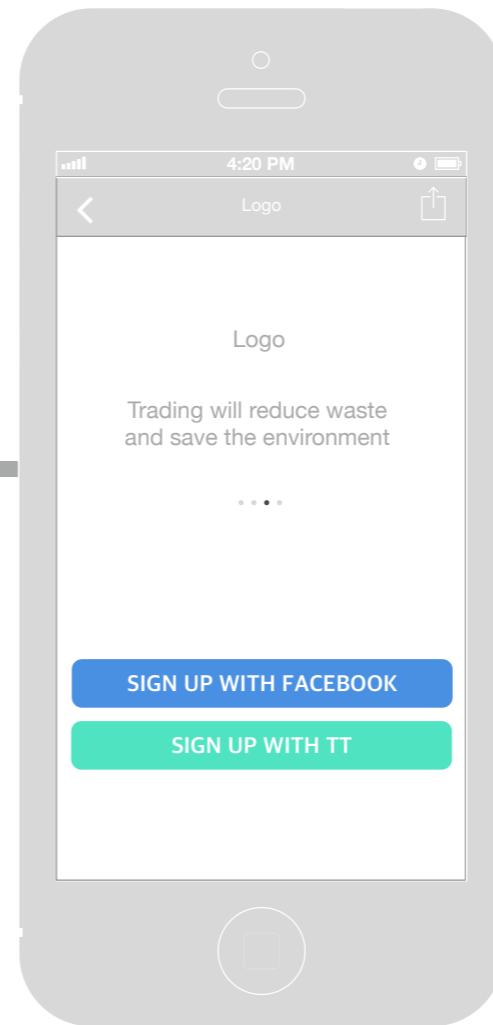 4:20 PM
Logo
Logo
Trading will reduce waste
and save the environment
SIGN UP WITH FACEBOOK
SIGN UP WITH TT